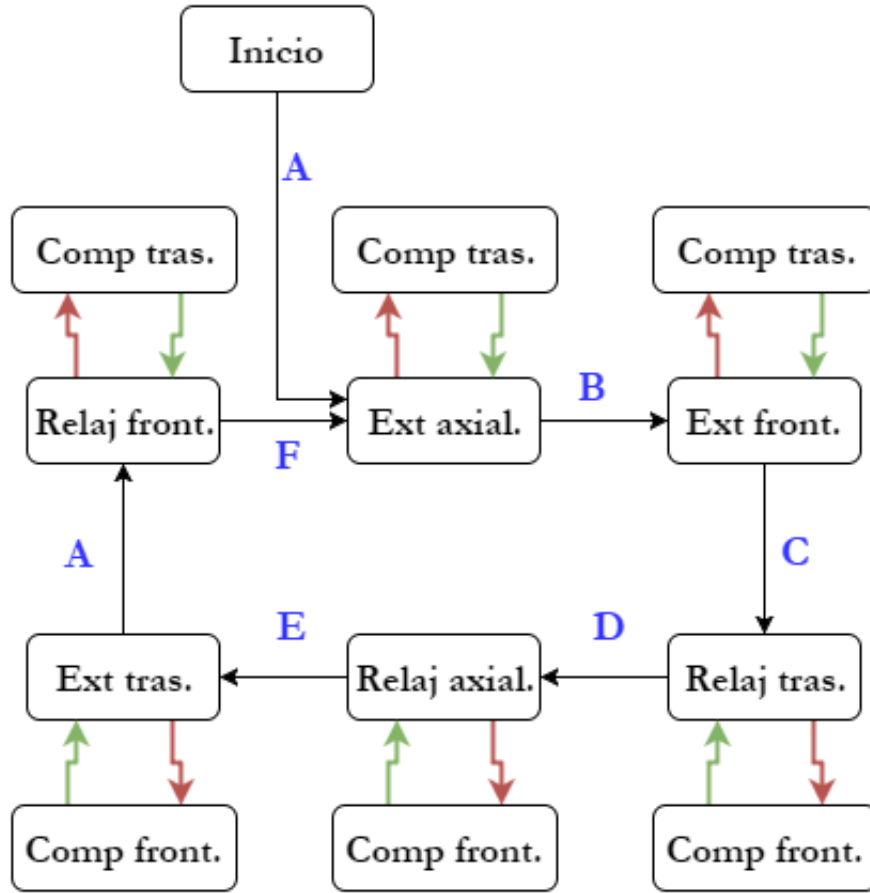 Inicio
A
Comp tras.
Comp tras.
Comp tras.
Relaj front.
F
Ext axial.
B
Ext front.
A
C
Ext tras.
E
Relaj axial.
D
Relaj tras.
Comp front.
Comp front.
Comp front.